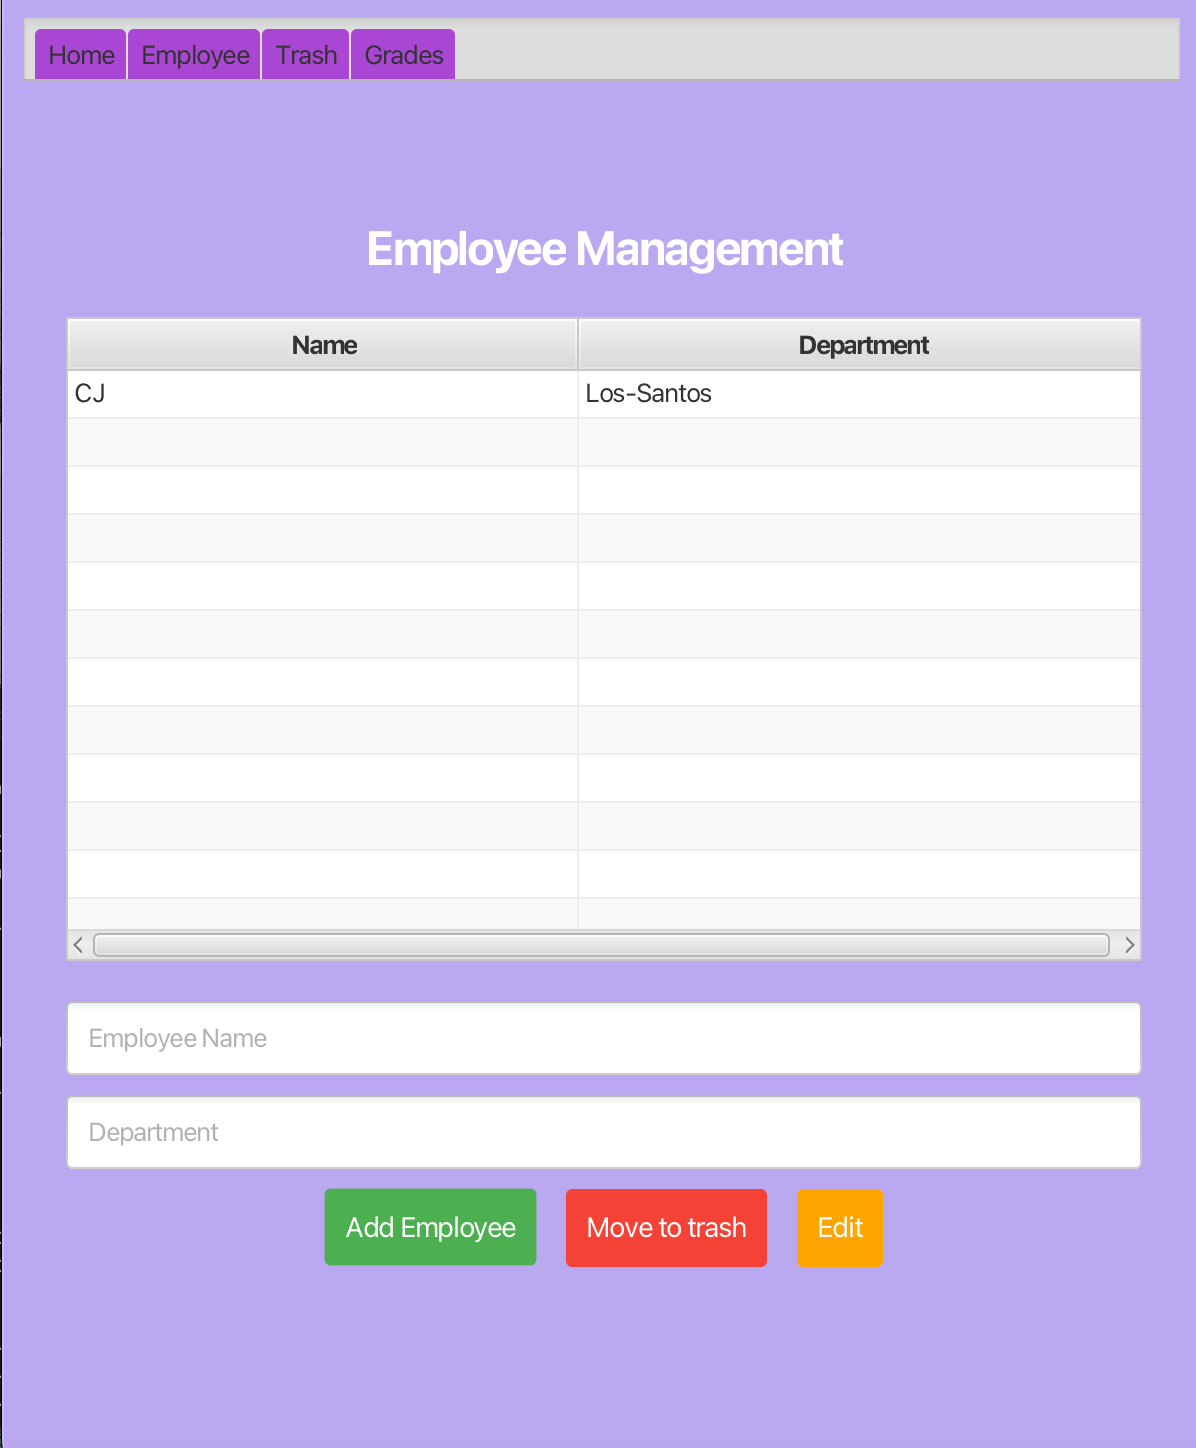 Home Employee Trash Grades
Employee Management
Name Department
CJ Los-Santos
Employee Name
Department
Add Employee Move to trash Edit